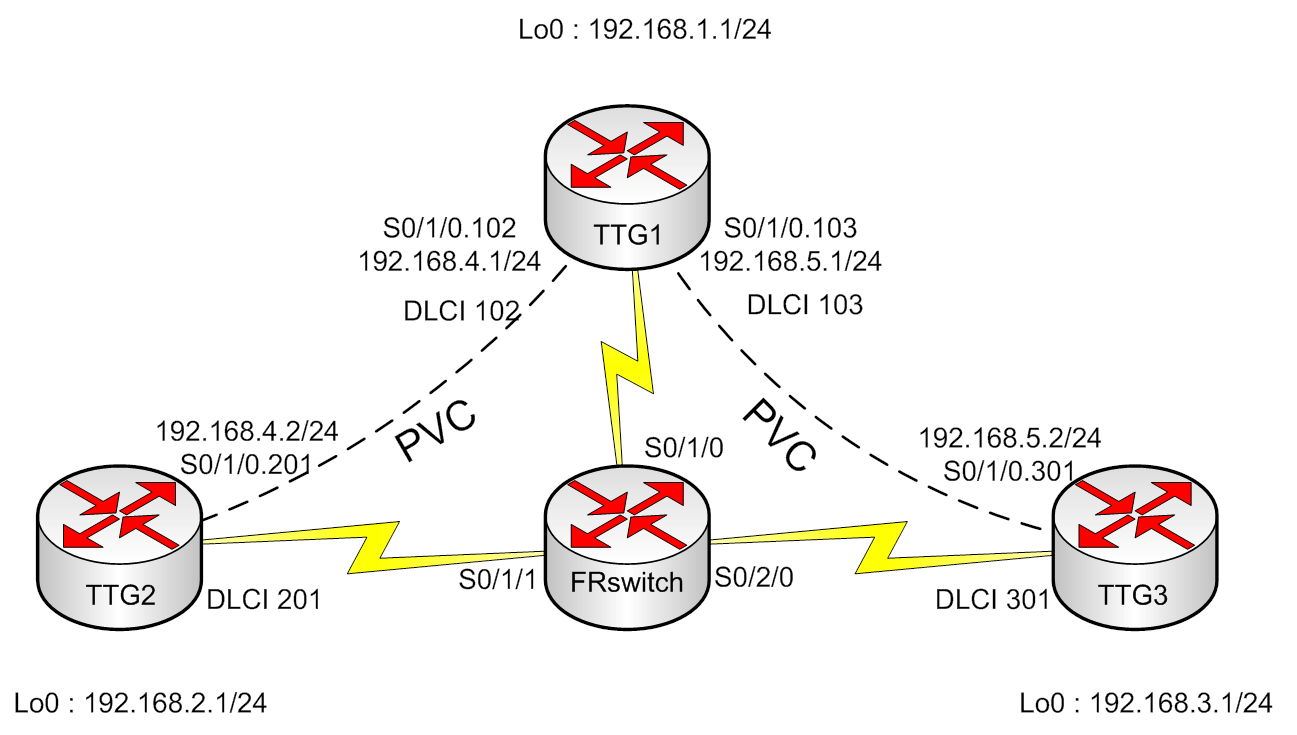 Lo0 : 192.168.1.1/24
TTG1
S0/1/0.102
192.168.4.1/24
DLCI 102
S0/1/0.103
192.168.5.1/24
DLCI 103
PVC
PVC
192.168.4.2/24
S0/1/0.201
S0/1/0
192.168.5.2/24
S0/1/0.301
TTG2
DLCI 201
S0/1/1
FRswitch
S0/2/0
DLCI 301
TTG3
Lo0 : 192.168.2.1/24
Lo0 : 192.168.3.1/24